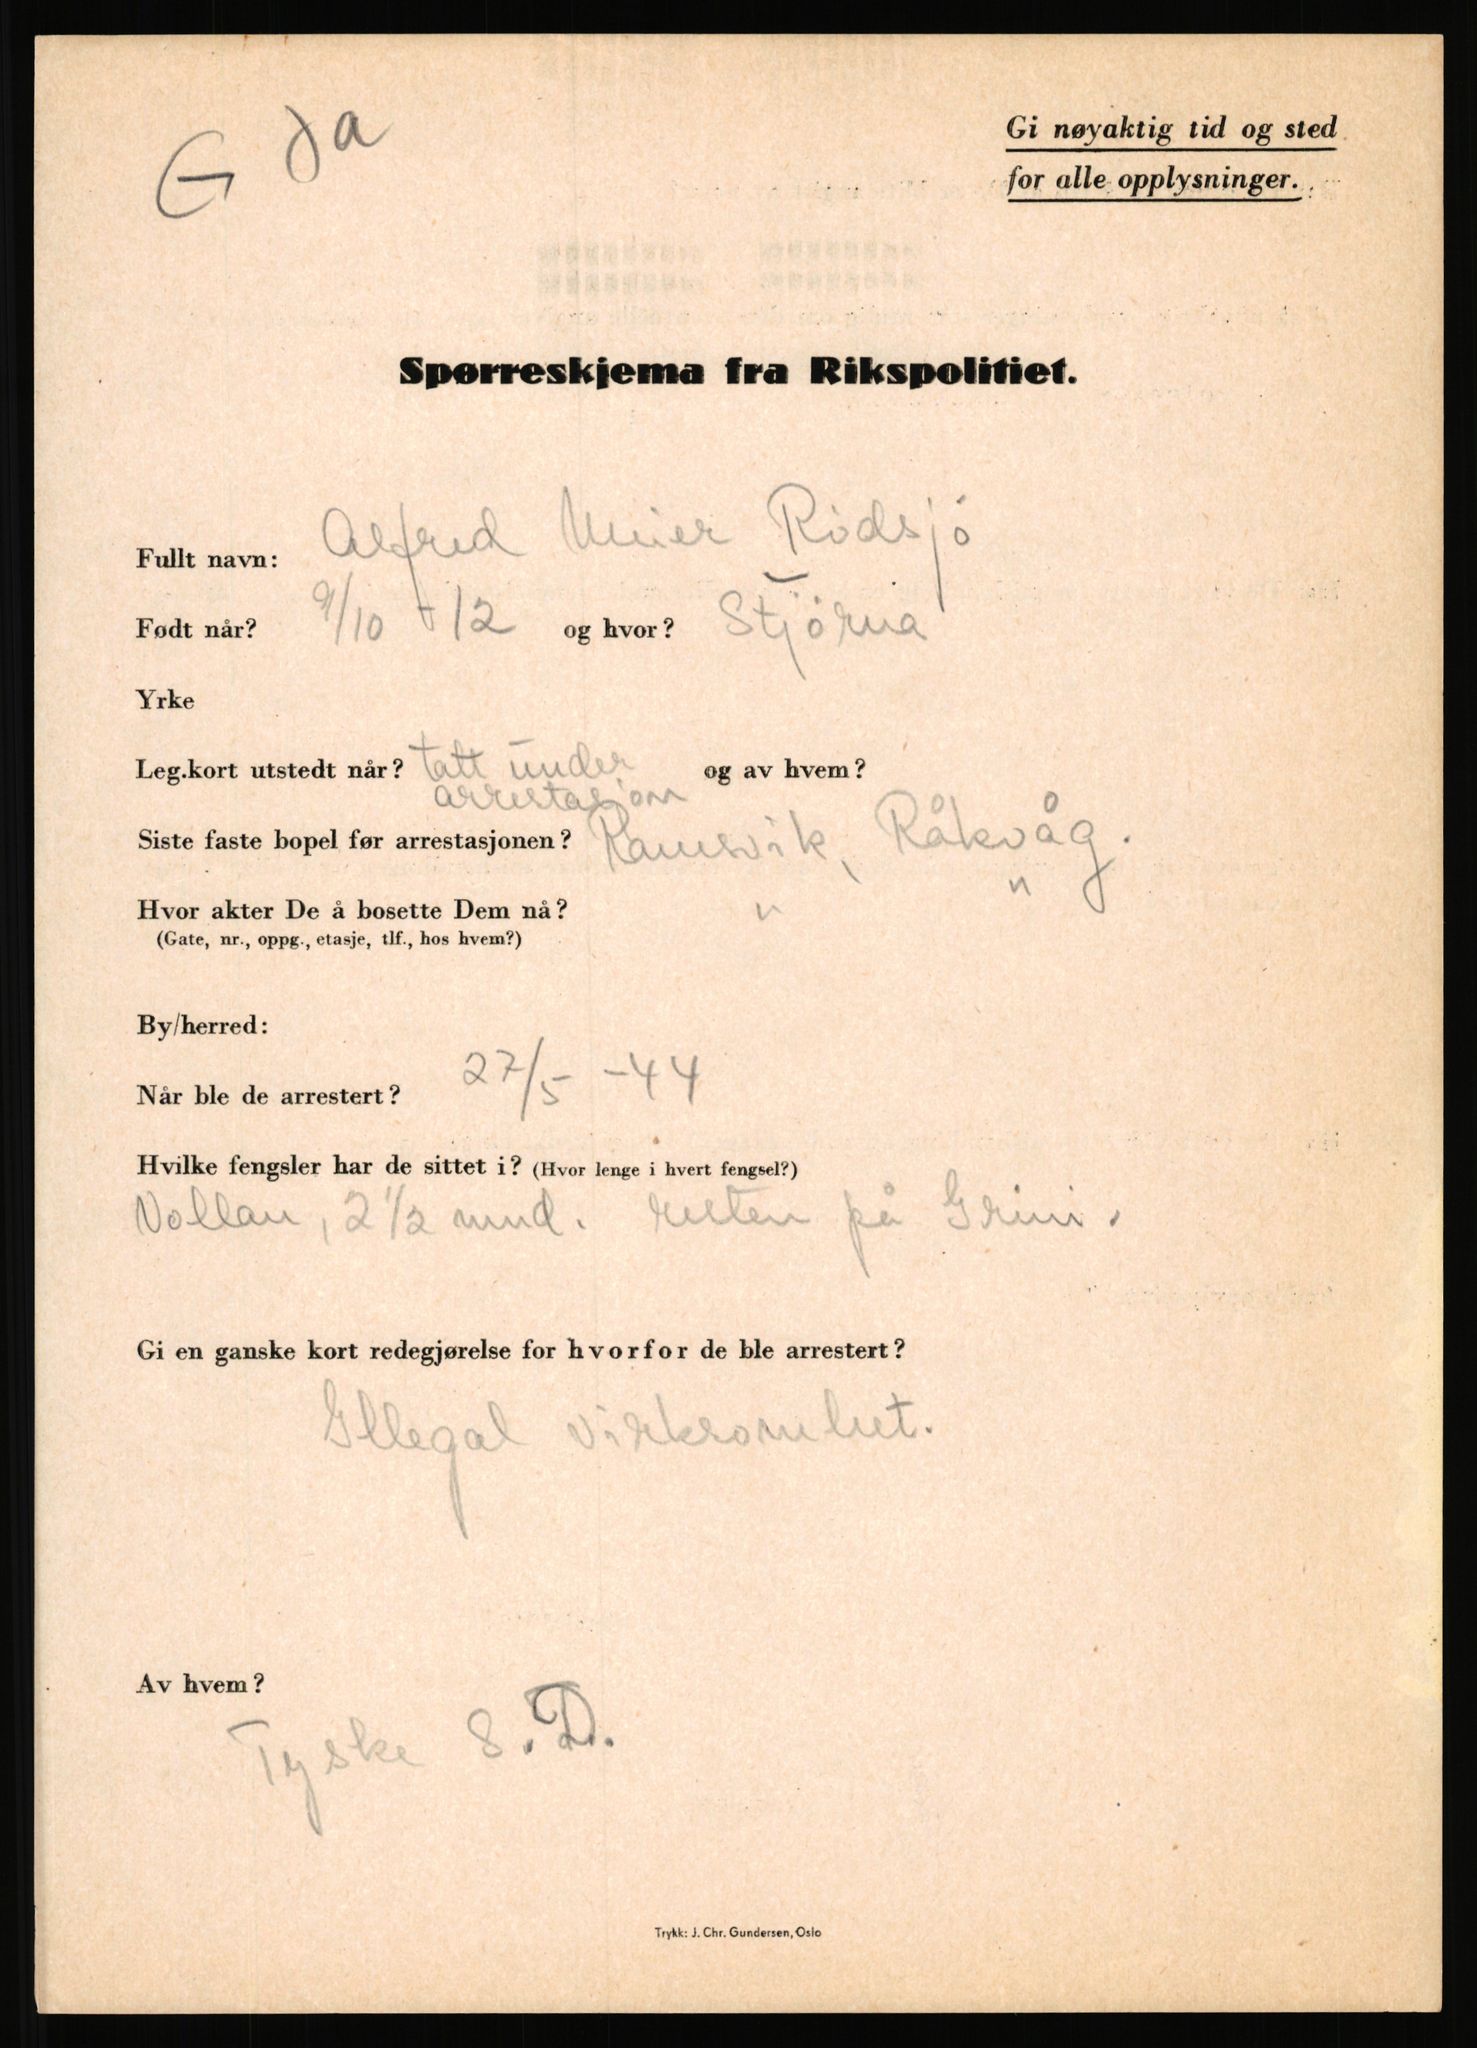 G Ja
Gi nøyaktig tid og sted
for alle opplysninger.
Spørreskjema fra Rikspolitiet.
Fullt navn: Alfred Meier Rödsjö
Født når? 9/10 - 12 og hvor? Stjörna
Yrke
Leg.kort utstedt når? tatt under og av hvem?
arrestasjon
Siste faste bopel før arrestasjonen? Ramsvik, Råkvåg.
Hvor akter De å bosette Dem nå? " "
(Gate, nr., oppg., etasje, tlf., hos hvem?)
By/herred:
Når ble de arrestert? 27/5 -44
Hvilke fengsler har de sittet i? (Hvor lenge i hvert fengsel?)
Vollan, 2 1/2 mnd. resten på Grini.
Gi en ganske kort redegjørelse for hvorfor de ble arrestert?
Illegal virksomhet.
Av hvem?
Tyske S.D.
Trykk: J. Chr. Gundersen, Oslo